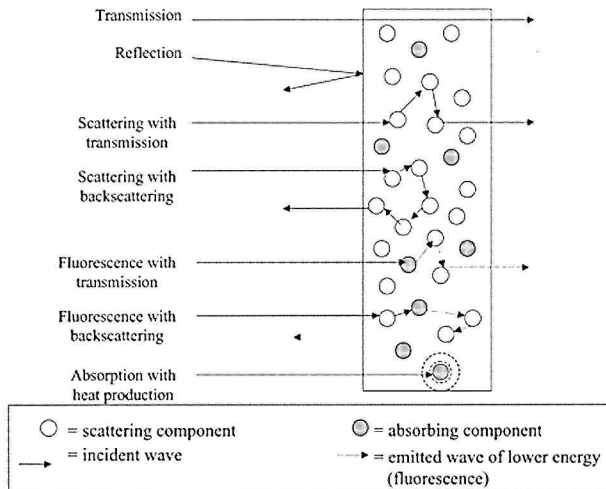 Transmission
Reflection
Scattering with
transmission
Scattering with
backscattering
Fluorescence with
transmission
Fluorescence with
backscattering
Absorption with
heat production
= scattering component
= absorbing component
= incident wave
= emitted wave of lower energy
(fluorescence)